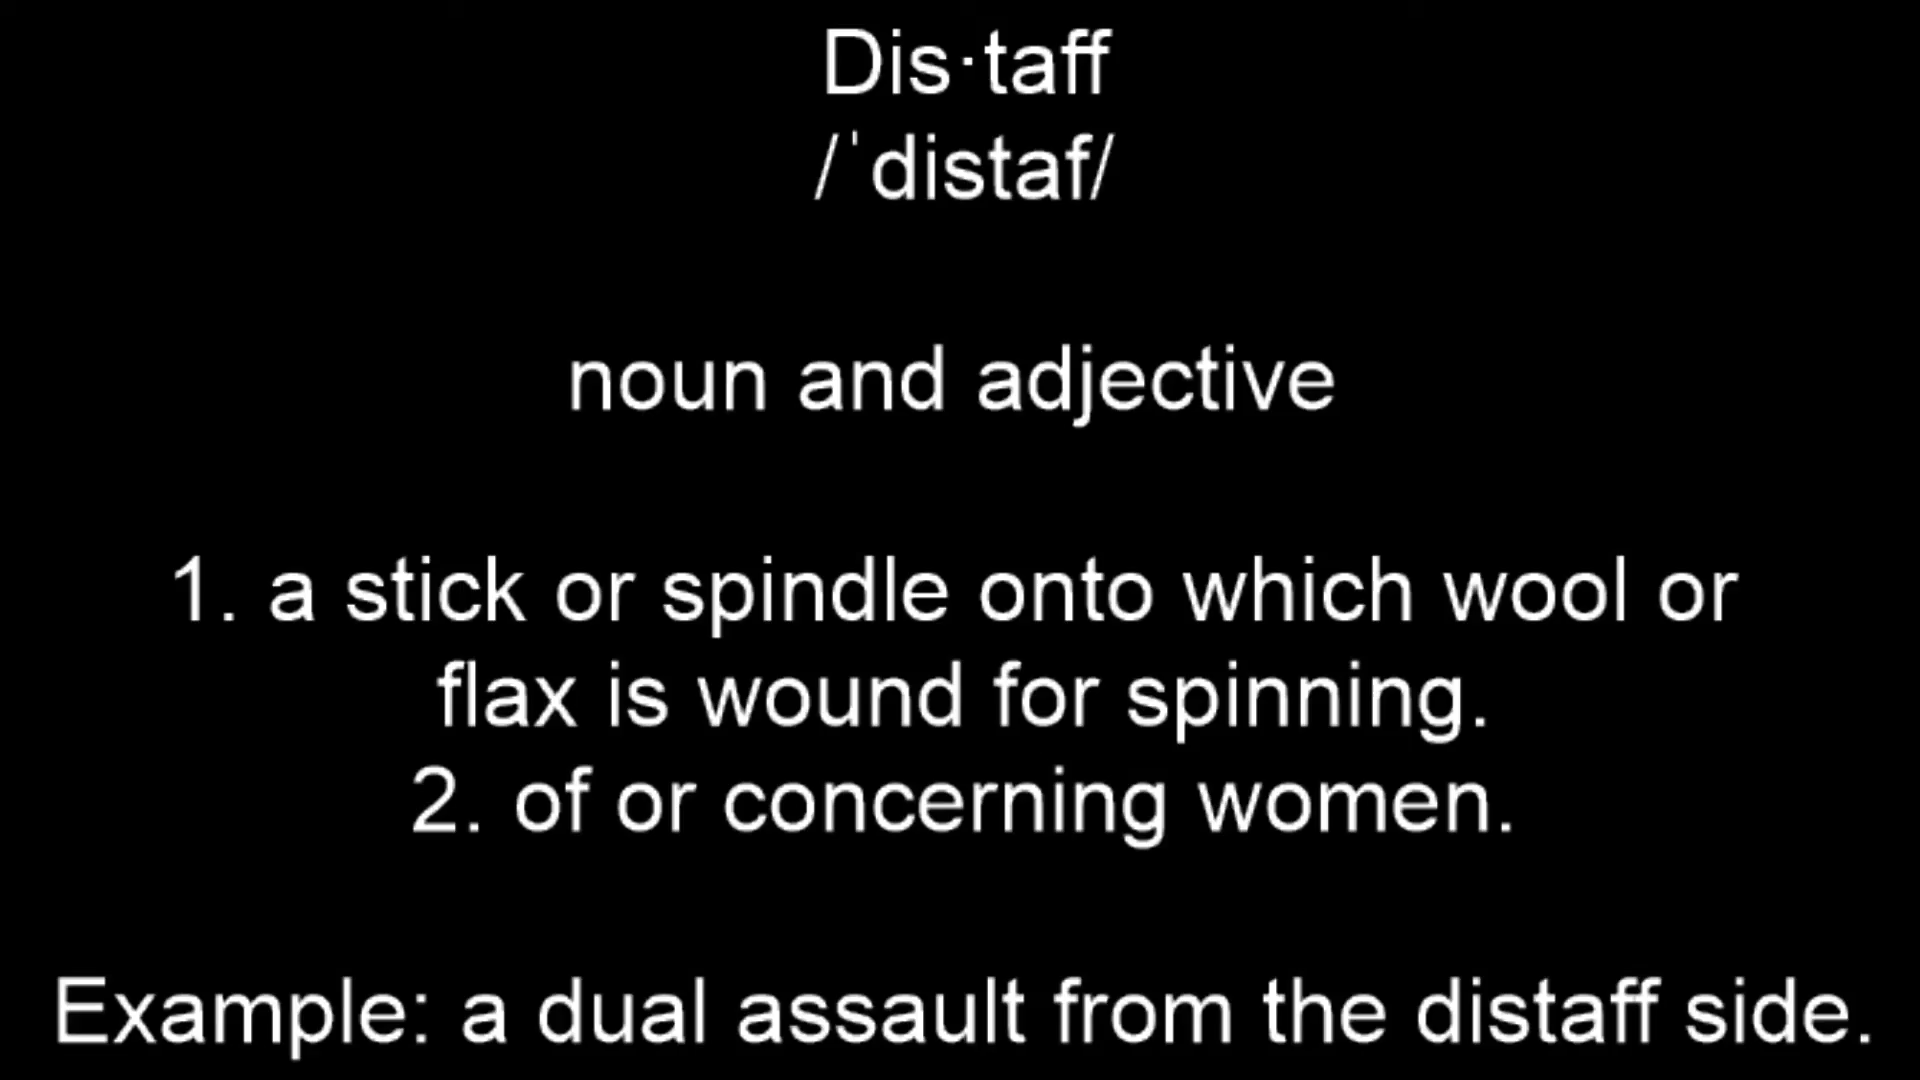 Dis·taff
/ˈdistaf/
noun and adjective
1. a stick or spindle onto which wool or
flax is wound for spinning.
2. of or concerning women.
Example: a dual assault from the distaff side.